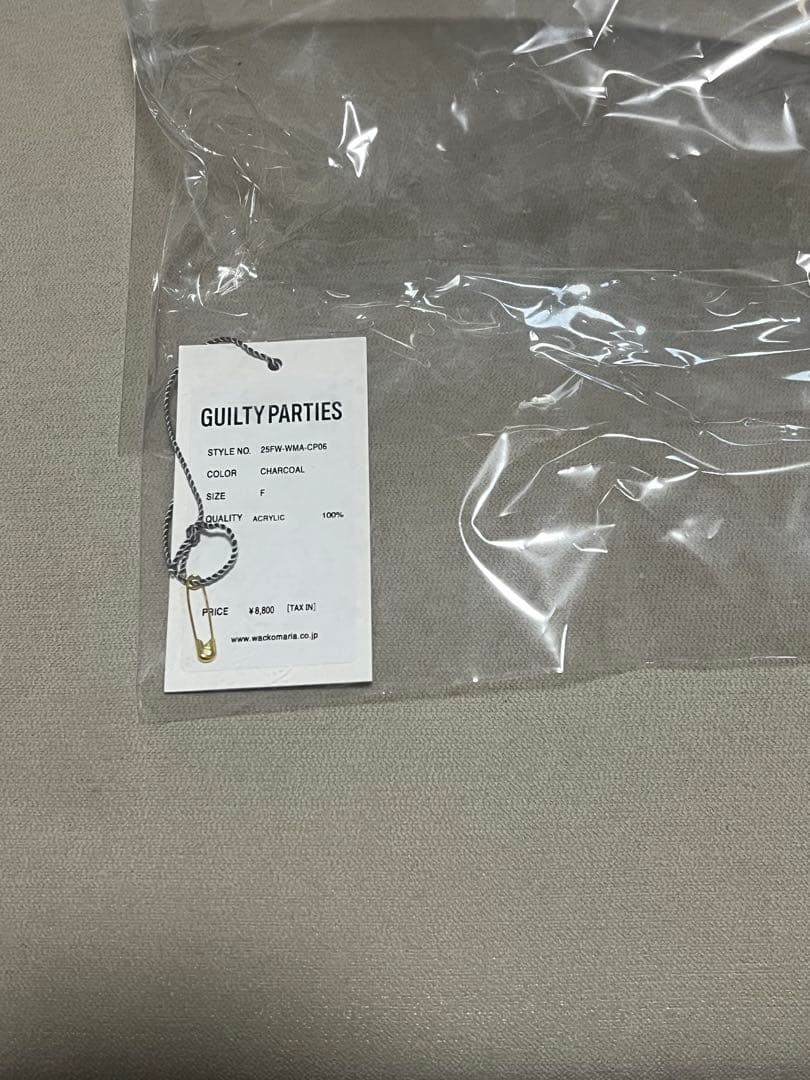 GUILTY PARTIES
STYLE NO. 25FW-WMA-CP06
COLOR CHARCOAL
SIZE F
QUALITY ACRYLIC 100%
PRICE ¥8,800 [TAX IN]
www.wackomaria.co.jp